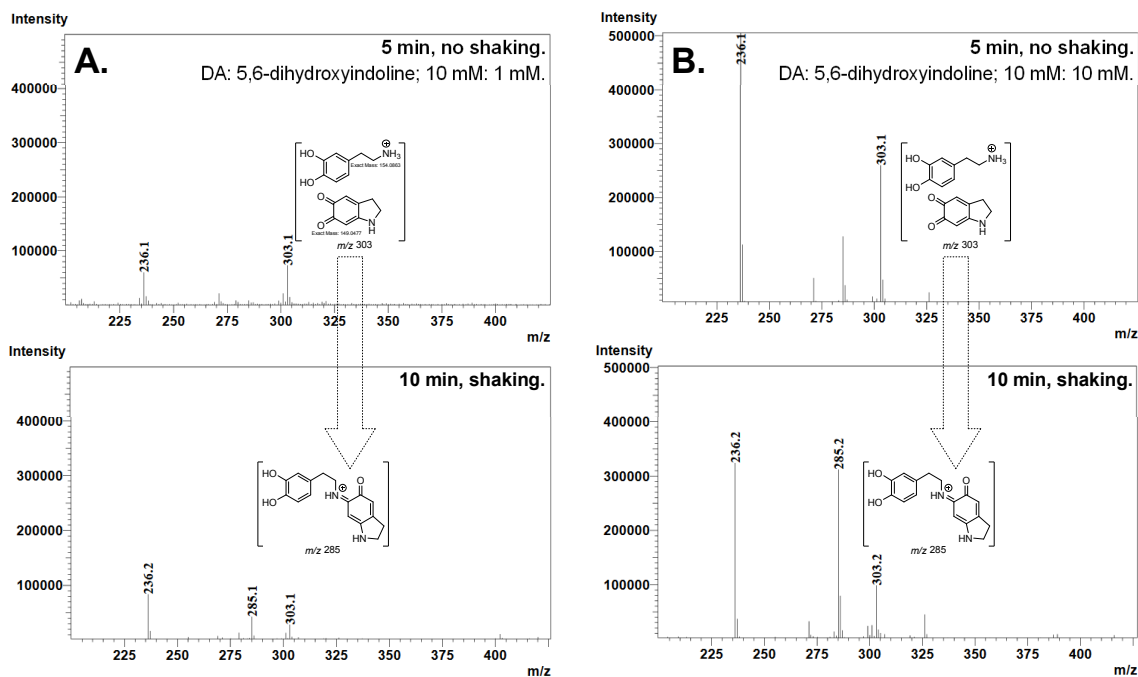 Intensity
A.
5 min, no shaking.
DA: 5,6-dihydroxyindoline; 10 mM: 1 mM.
400000
300000
200000
100000
236.1
303.1
HO
HO
NH3
Exact Mass: 154.0863
O
O
N
H
Exact Mass: 149.0477
m/z 303
225
250
275
300
325
350
375
400
m/z
Intensity
10 min, shaking.
400000
300000
200000
100000
236.2
285.1
303.1
HO
HO
HN
O
HN
m/z 285
225
250
275
300
325
350
375
400
m/z
Intensity
B.
5 min, no shaking.
DA: 5,6-dihydroxyindoline; 10 mM: 10 mM.
500000
400000
300000
200000
100000
236.1
303.1
HO
HO
NH3
O
O
N
H
m/z 303
225
250
275
300
325
350
375
400
m/z
Intensity
10 min, shaking.
500000
400000
300000
200000
100000
236.2
285.2
303.2
HO
HO
HN
O
HN
m/z 285
225
250
275
300
325
350
375
400
m/z